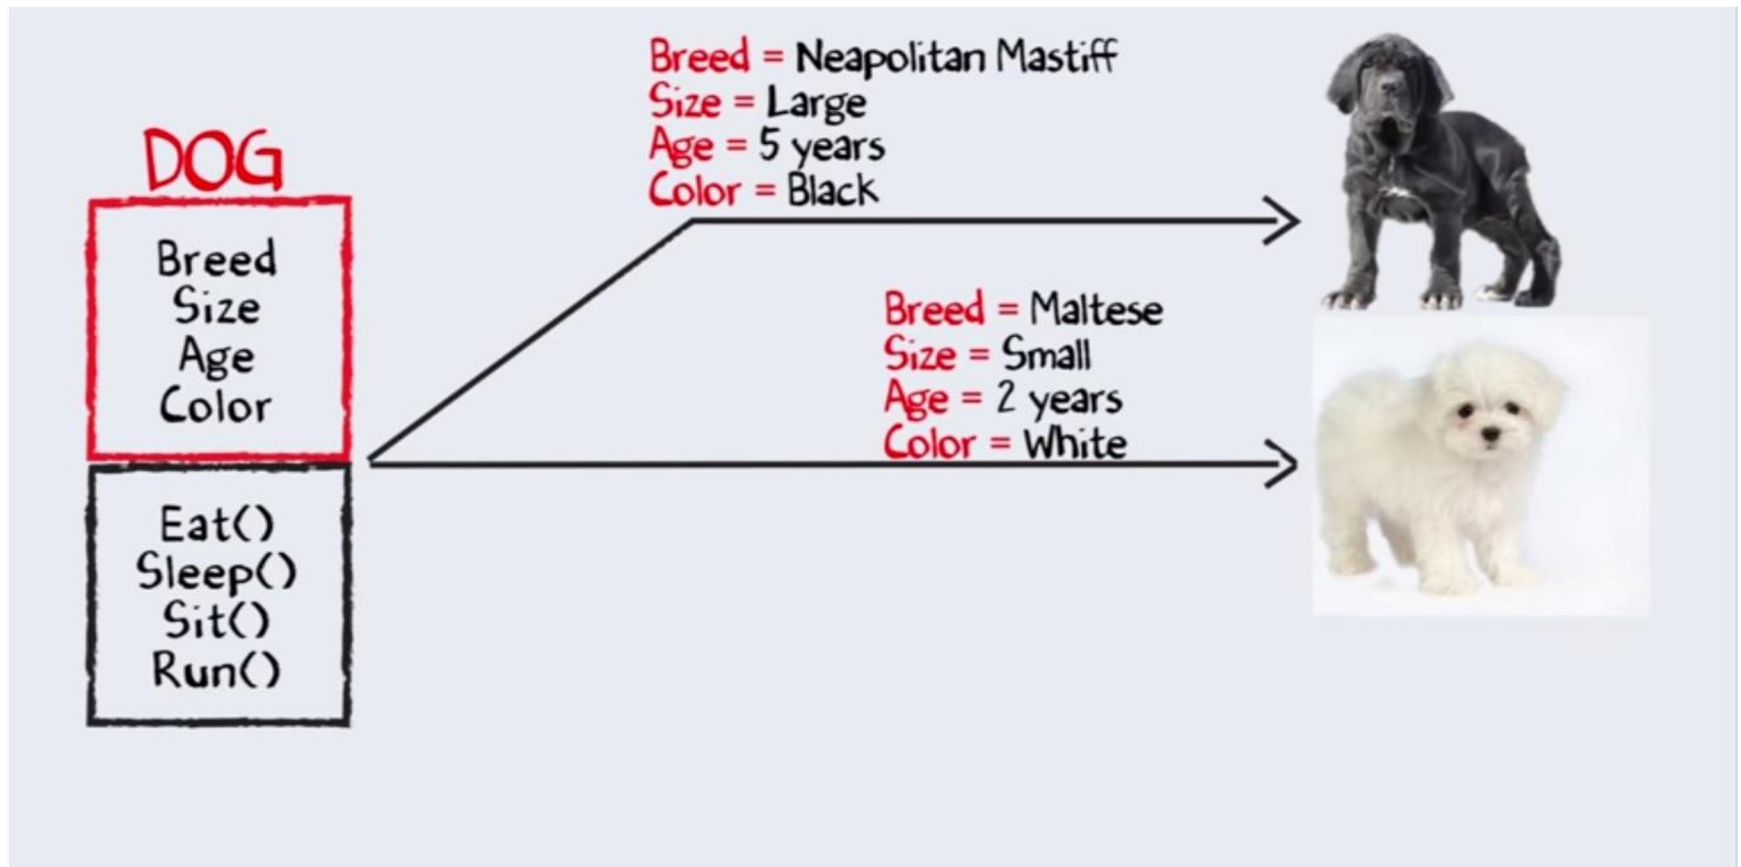 DOG
Breed
Size
Age
Color
Eat()
Sleep()
Sit()
Run()
Breed = Neapolitan Mastiff
Size = Large
Age = 5 years
Color = Black
Breed = Maltese
Size = Small
Age = 2 years
Color = White